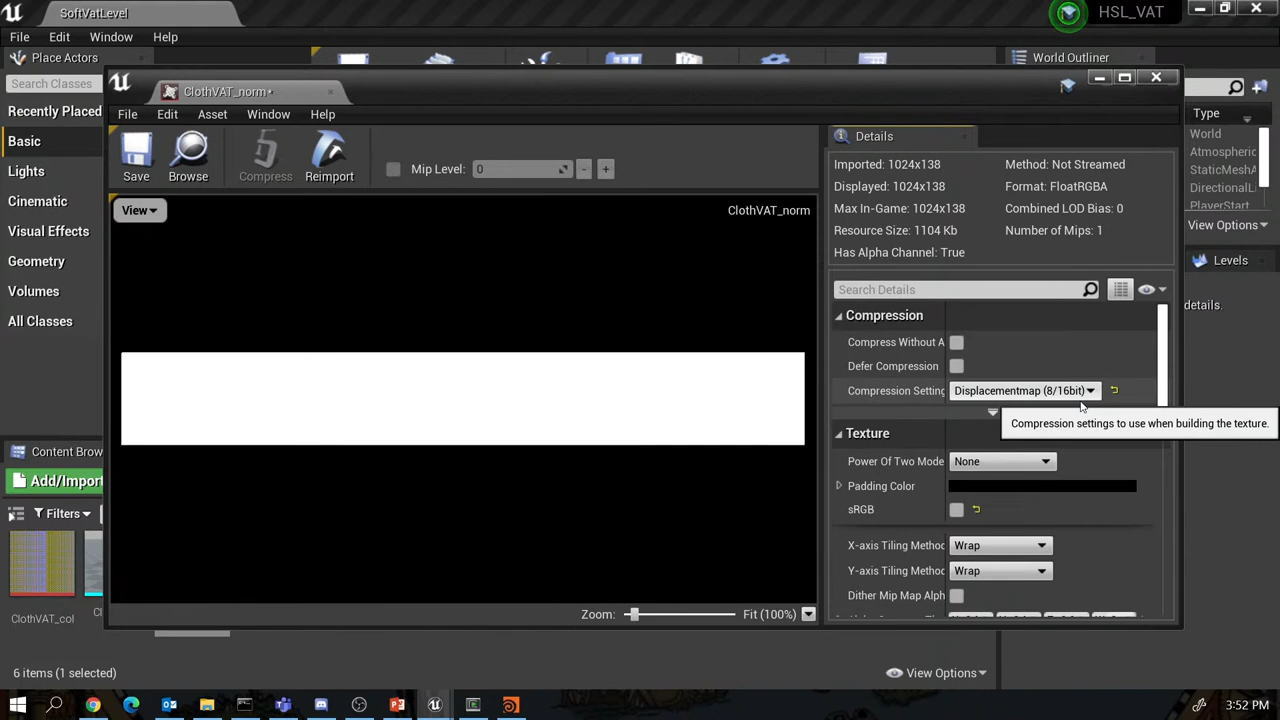 SoftVatLevel
HSL_VAT
File Edit Window Help
Place Actors
World Outliner
Search Classes
Recently Placed
Basic
Lights
Cinematic
Visual Effects
Geometry
Volumes
All Classes
ClothVAT_norm•
File Edit Asset Window Help
Save
Browse
Compress
Reimport
Mip Level: 0
View
ClothVAT_norm
Zoom: Fit (100%)
Details
Imported: 1024x138
Method: Not Streamed
Displayed: 1024x138
Format: FloatRGBA
Max In-Game: 1024x138
Combined LOD Bias: 0
Resource Size: 1104 Kb
Number of Mips: 1
Has Alpha Channel: True
Search Details
Compression
Compress Without A
Defer Compression
Compression Setting
Displacementmap (8/16bit)
Compression settings to use when building the texture.
Texture
Power Of Two Mode
None
Padding Color
sRGB
X-axis Tiling Method
Wrap
Y-axis Tiling Method
Wrap
Dither Mip Map Alph
Type
World
Atmospheric
StaticMeshA
DirectionalL
PlayerStart
View Options
Levels
details.
Content Brow
Add/Import
Filters
ClothVAT_col
Cl
6 items (1 selected)
View Options
3:52 PM